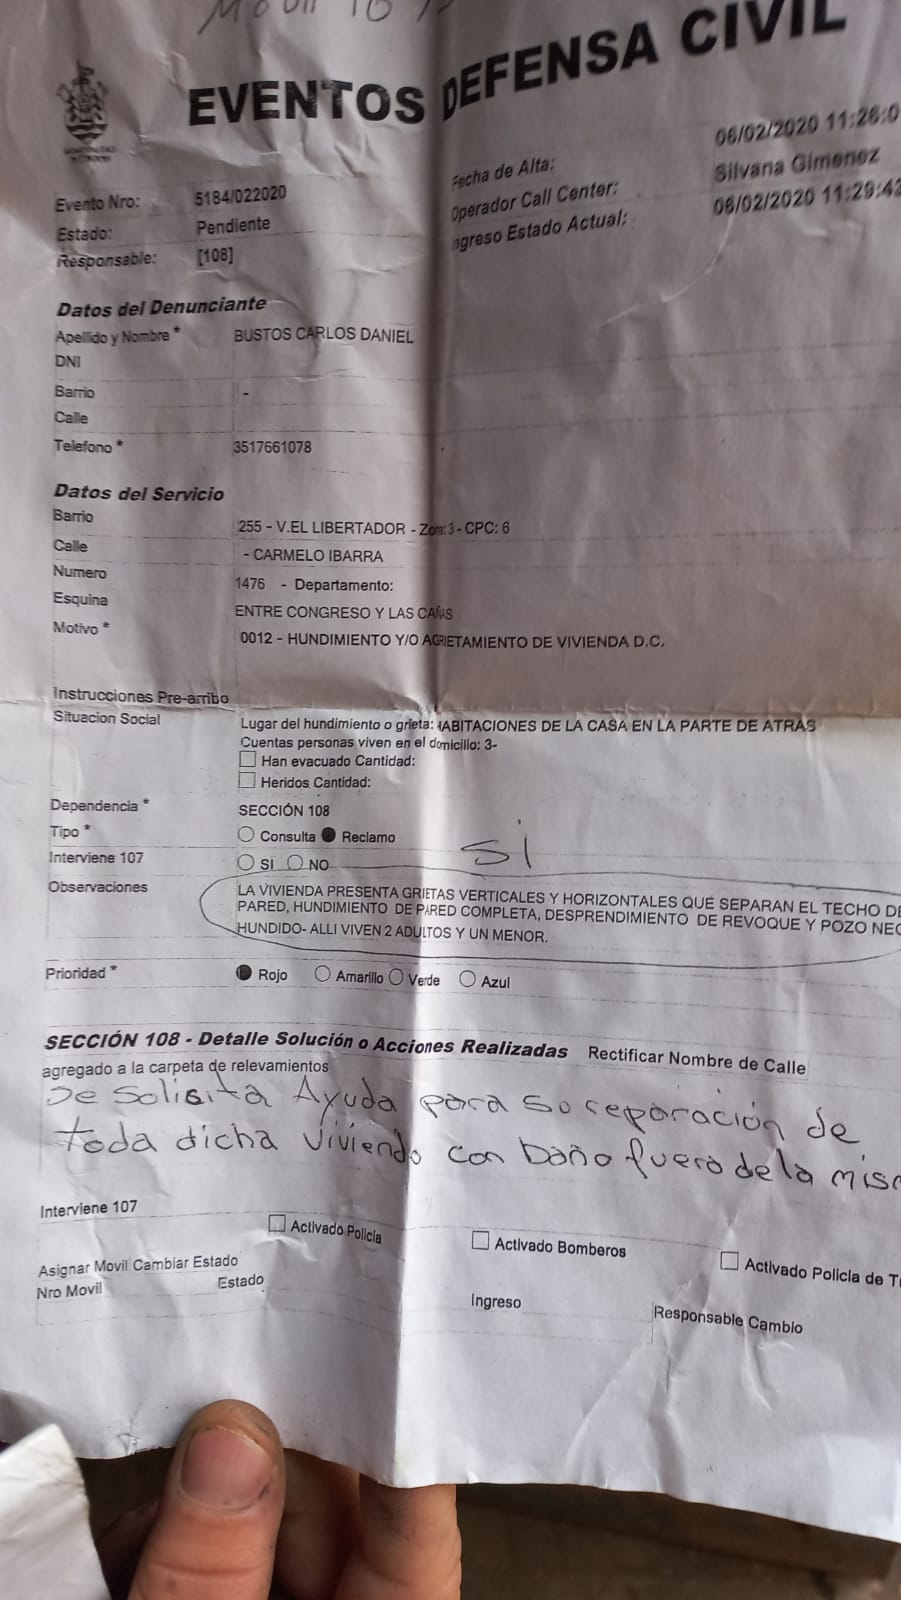 Movil 10
EVENTOS DEFENSA CIVIL
Fecha de Alta: 06/02/2020 11:26:0
Evento Nro: 5184/022020
Operador Call Center: Silvana Gimenez
Estado: Pendiente
Ingreso Estado Actual: 06/02/2020 11:29:42
Responsable: [108]
Datos del Denunciante
Apellido y Nombre * BUSTOS CARLOS DANIEL
DNI
Barrio -
Calle
Telefono * 3517661078
Datos del Servicio
Barrio 255 - V.EL LIBERTADOR - Zona: 3 - CPC: 6
Calle - CARMELO IBARRA
Numero 1476 - Departamento:
Esquina ENTRE CONGRESO Y LAS CAÑAS
Motivo * 0012 - HUNDIMIENTO Y/O AGRIETAMIENTO DE VIVIENDA D.C.
Instrucciones Pre-arribo
Situacion Social Lugar del hundimiento o grieta: HABITACIONES DE LA CASA EN LA PARTE DE ATRAS
Cuentas personas viven en el domicilio: 3-
Han evacuado Cantidad:
Heridos Cantidad:
Dependencia * SECCIÓN 108
Tipo * Consulta Reclamo
Interviene 107 SI NO Si
Observaciones LA VIVIENDA PRESENTA GRIETAS VERTICALES Y HORIZONTALES QUE SEPARAN EL TECHO DE
PARED, HUNDIMIENTO DE PARED COMPLETA, DESPRENDIMIENTO DE REVOQUE Y POZO NEG
HUNDIDO- ALLI VIVEN 2 ADULTOS Y UN MENOR.
Prioridad * Rojo Amarillo Verde Azul
SECCIÓN 108 - Detalle Solución o Acciones Realizadas Rectificar Nombre de Calle
agregado a la carpeta de relevamientos
Se Solisita Ayuda para So reparación de
toda dicha Viviendo con baño fuera de la mism
Interviene 107
Activado Policía Activado Bomberos Activado Policia de T
Asignar Movil Cambiar Estado
Nro Movil Estado Ingreso Responsable Cambio